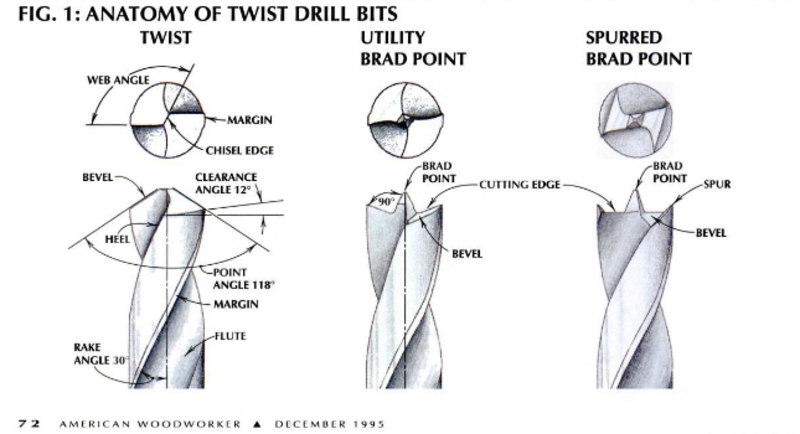 FIG. 1: ANATOMY OF TWIST DRILL BITS
TWIST
UTILITY
BRAD POINT
SPURRED
BRAD POINT
WEB ANGLE
MARGIN
CHISEL EDGE
BEVEL
CLEARANCE
ANGLE 12°
HEEL
POINT
ANGLE 118°
MARGIN
FLUTE
RAKE
ANGLE 30°
BRAD
POINT
90°
CUTTING EDGE
BEVEL
BRAD
POINT
SPUR
BEVEL
72 AMERICAN WOODWORKER ▲ DECEMBER 1995